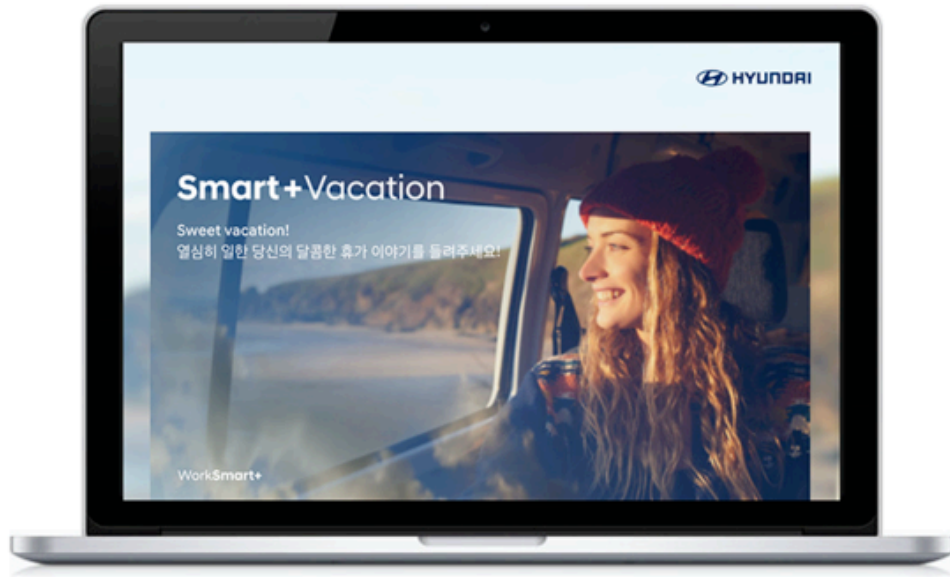 HYUNDAI
Smart+Vacation
Sweet vacation!
열심히 일한 당신의 달콤한 휴가 이야기를 들려주세요!
WorkSmart+